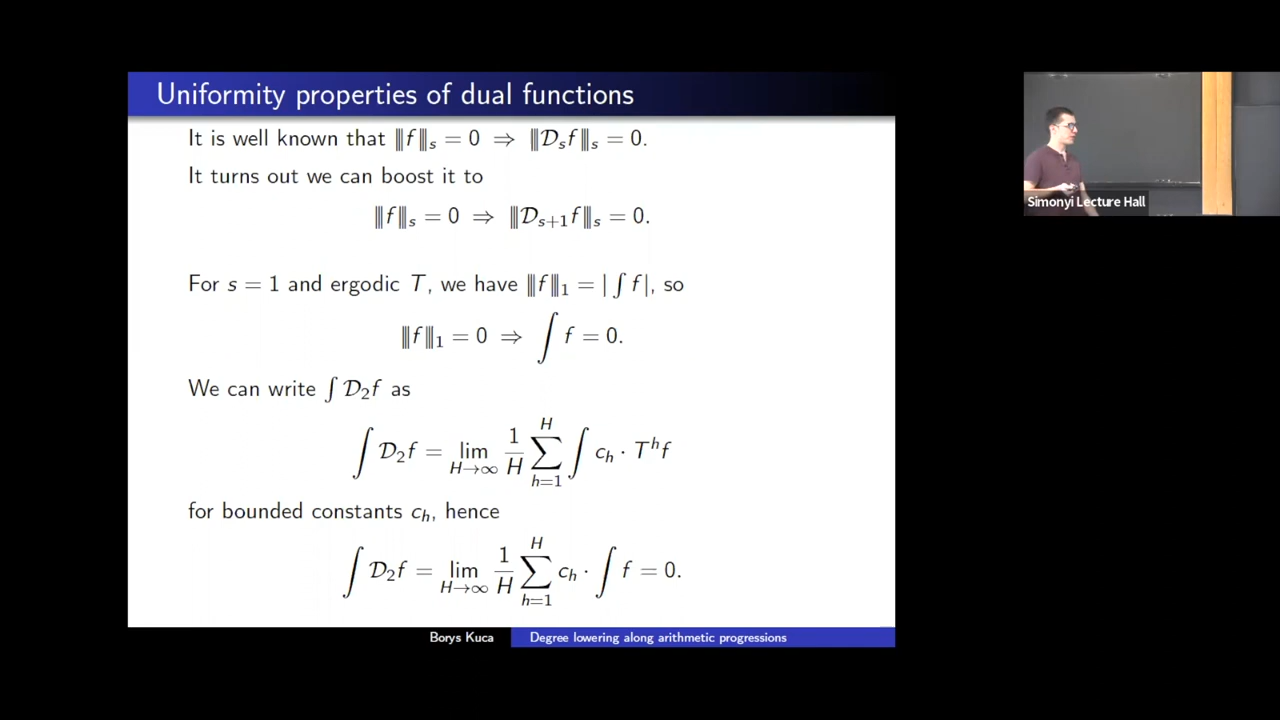 Uniformity properties of dual functions
It is well known that |||f|||_s = 0 ⇒ |||𝒟_s f|||_s = 0.
It turns out we can boost it to
|||f|||_s = 0 ⇒ |||𝒟_{s+1} f|||_s = 0.
For s = 1 and ergodic T, we have |||f|||_1 = |∫ f|, so
|||f|||_1 = 0 ⇒ ∫ f = 0.
We can write ∫ 𝒟_2 f as
∫ 𝒟_2 f = lim_{H→∞} 1/H ∑_{h=1}^{H} ∫ c_h · T^h f
for bounded constants c_h, hence
∫ 𝒟_2 f = lim_{H→∞} 1/H ∑_{h=1}^{H} c_h · ∫ f = 0.
Borys Kuca Degree lowering along arithmetic progressions
Simonyi Lecture Hall